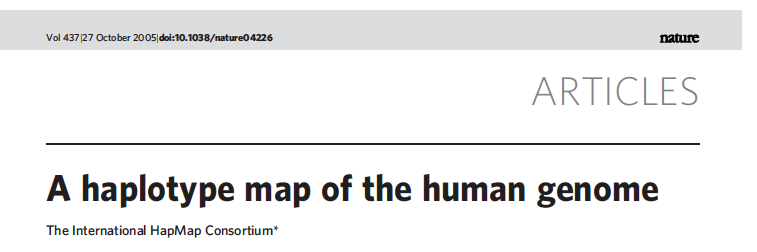 Vol 437|27 October 2005|doi:10.1038/nature04226
nature
ARTICLES
A haplotype map of the human genome
The International HapMap Consortium*